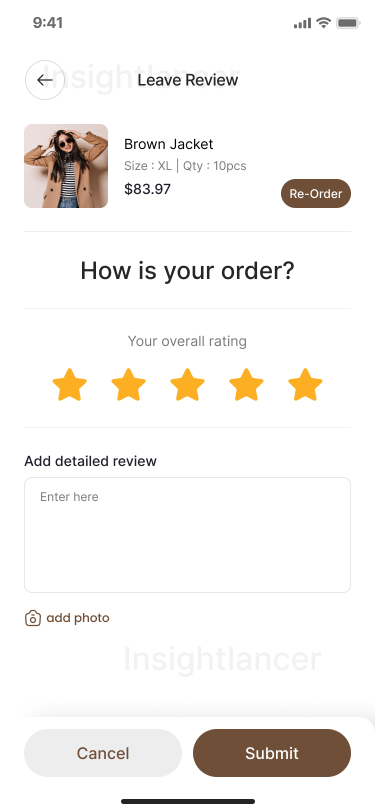 9:41
Insightlancer
Leave Review
Brown Jacket
Size : XL | Qty : 10pcs
$83.97
Re-Order
How is your order?
Your overall rating
Add detailed review
Enter here
add photo
Insightlancer
Cancel
Submit